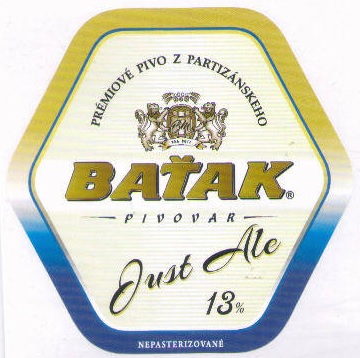 PRÉMIOVÉ PIVO Z PARTIZÁNSKEHO
BAŤAK®
PIVOVAR
Just Ale
13%
NEPASTERIZOVANÉ